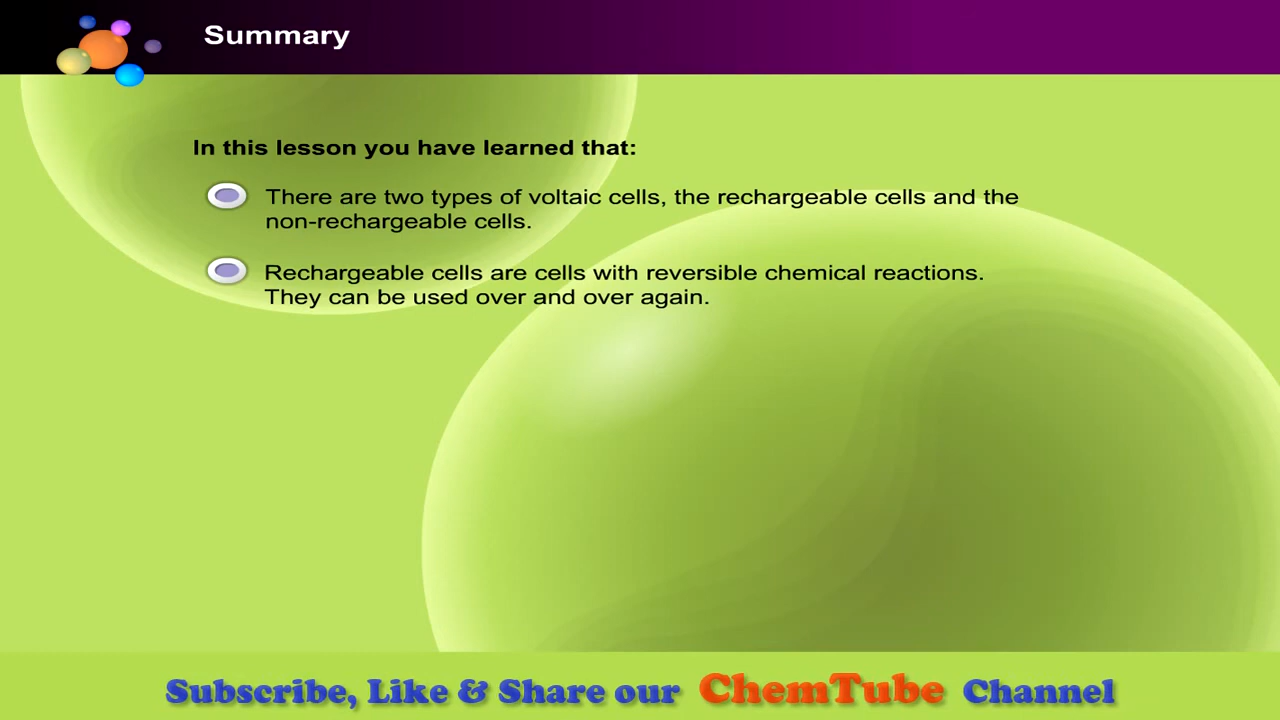 Summary
In this lesson you have learned that:
There are two types of voltaic cells, the rechargeable cells and the
non-rechargeable cells.
Rechargeable cells are cells with reversible chemical reactions.
They can be used over and over again.
Subscribe, Like & Share our ChemTube Channel